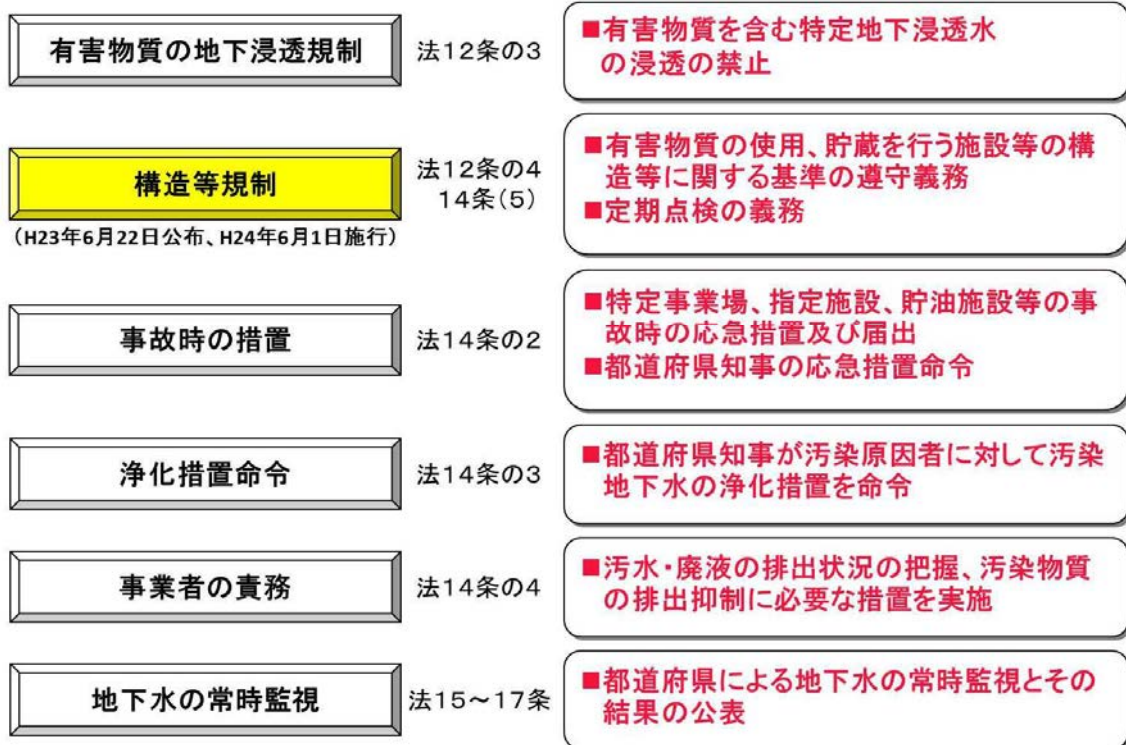 有害物質の地下浸透規制
法12条の3
■有害物質を含む特定地下浸透水
の浸透の禁止
構造等規制
(H23年6月22日公布、H24年6月1日施行)
法12条の4
14条(5)
■有害物質の使用、貯蔵を行う施設等の構
造等に関する基準の遵守義務
■定期点検の義務
事故時の措置
法14条の2
■特定事業場、指定施設、貯油施設等の事
故時の応急措置及び届出
■都道府県知事の応急措置命令
浄化措置命令
法14条の3
■都道府県知事が汚染原因者に対して汚染
地下水の浄化措置を命令
事業者の責務
法14条の4
■汚水・廃液の排出状況の把握、汚染物質
の排出抑制に必要な措置を実施
地下水の常時監視
法15～17条
■都道府県による地下水の常時監視とその
結果の公表